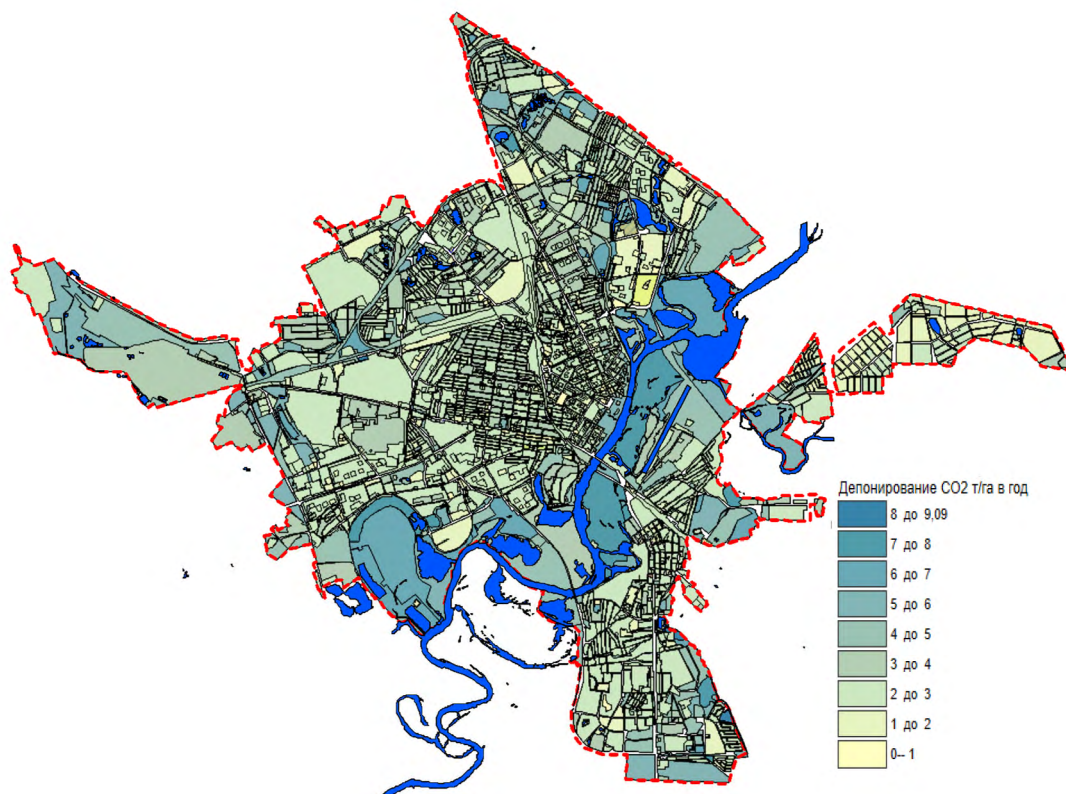 Депонирование СО2 т/га в год
8 до 9,09
7 до 8
6 до 7
5 до 6
4 до 5
3 до 4
2 до 3
1 до 2
0-- 1